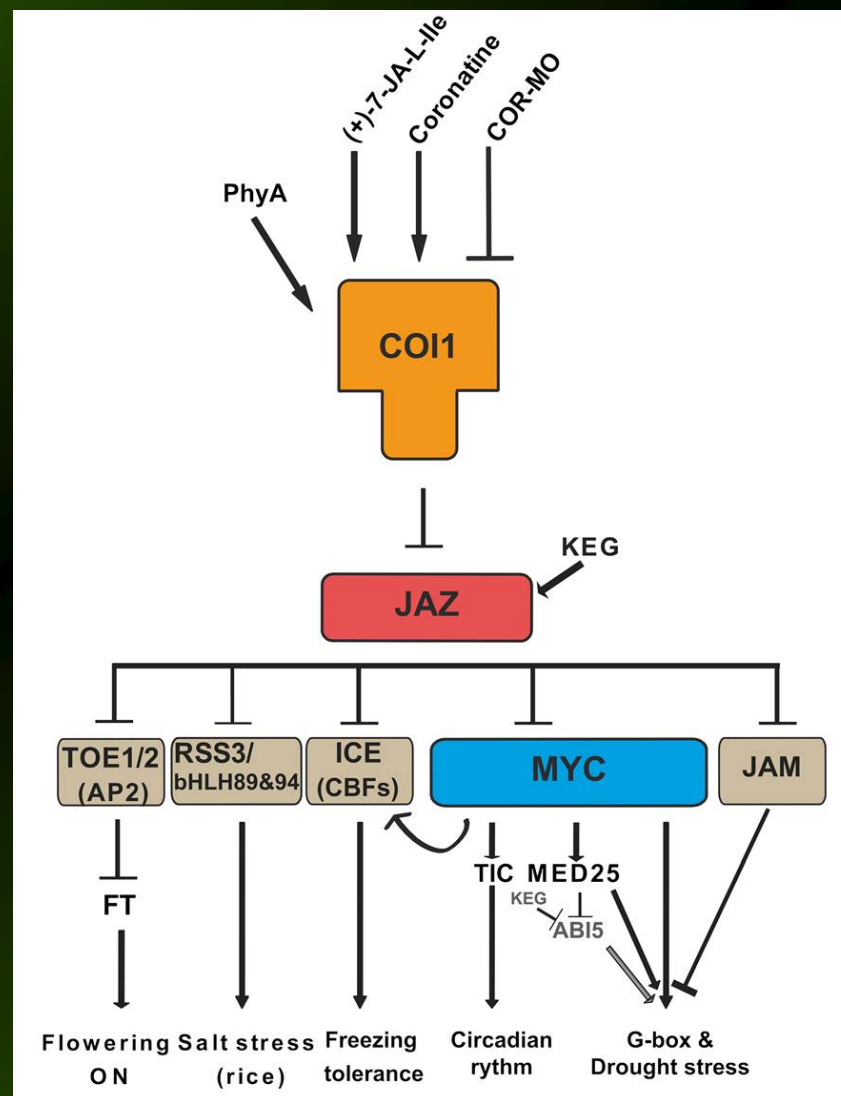 (+)-7-JA-L-Ile
Coronatine
COR-MO
PhyA
COI1
KEG
JAZ
TOE1/2
(AP2)
RSS3/
bHLH89&94
ICE
(CBFs)
MYC
JAM
TIC
MED25
KEG
ABI5
FT
Flowering
ON
Salt stress
(rice)
Freezing
tolerance
Circadian
rythm
G-box &
Drought stress